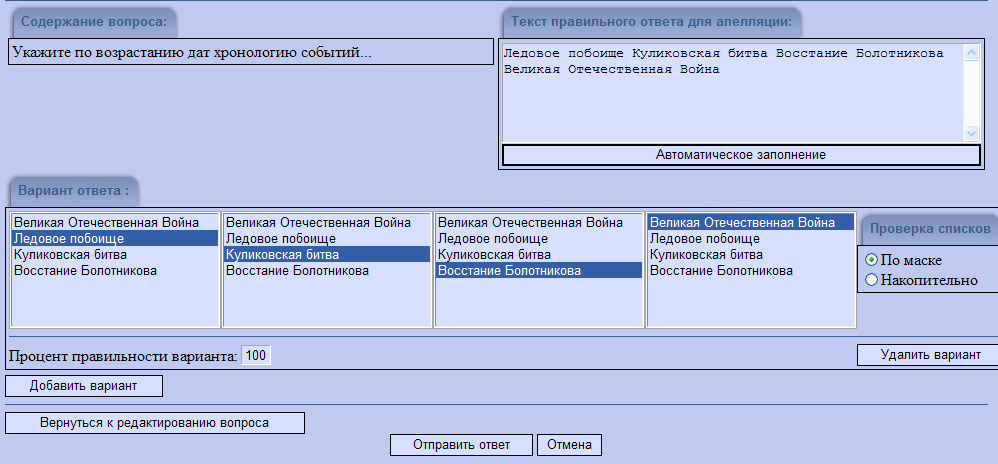 Содержание вопроса:
Текст правильного ответа для апелляции:
Укажите по возрастанию дат хронологию событий...
Ледовое побоище Куликовская битва Восстание Болотникова
Великая Отечественная Война
Автоматическое заполнение
Вариант ответа :
Великая Отечественная Война
Ледовое побоище
Куликовская битва
Восстание Болотникова
Великая Отечественная Война
Ледовое побоище
Куликовская битва
Восстание Болотникова
Великая Отечественная Война
Ледовое побоище
Куликовская битва
Восстание Болотникова
Великая Отечественная Война
Ледовое побоище
Куликовская битва
Восстание Болотникова
Проверка списков
По маске
Накопительно
Процент правильности варианта: 100
Удалить вариант
Добавить вариант
Вернуться к редактированию вопроса
Отправить ответ
Отмена